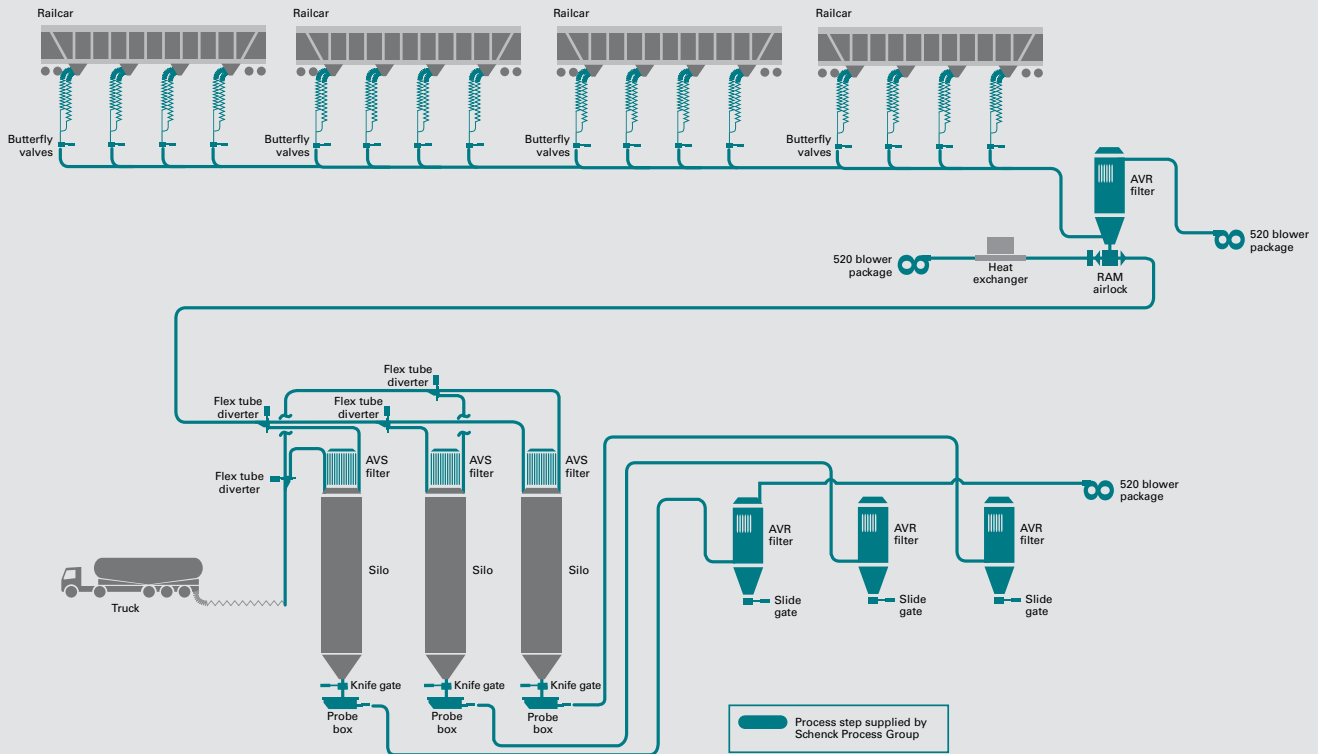 Railcar
Railcar
Railcar
Railcar
Butterfly
valves
Butterfly
valves
Butterfly
valves
Butterfly
valves
AVR
filter
520 blower
package
520 blower
package
Heat
exchanger
RAM
airlock
Flex tube
diverter
Flex tube
diverter
Flex tube
diverter
Flex tube
diverter
AVS
filter
AVS
filter
AVS
filter
520 blower
package
AVR
filter
AVR
filter
AVR
filter
Silo
Silo
Silo
Truck
Slide
gate
Slide
gate
Slide
gate
Knife gate
Knife gate
Knife gate
Probe
box
Probe
box
Probe
box
Process step supplied by
Schenck Process Group